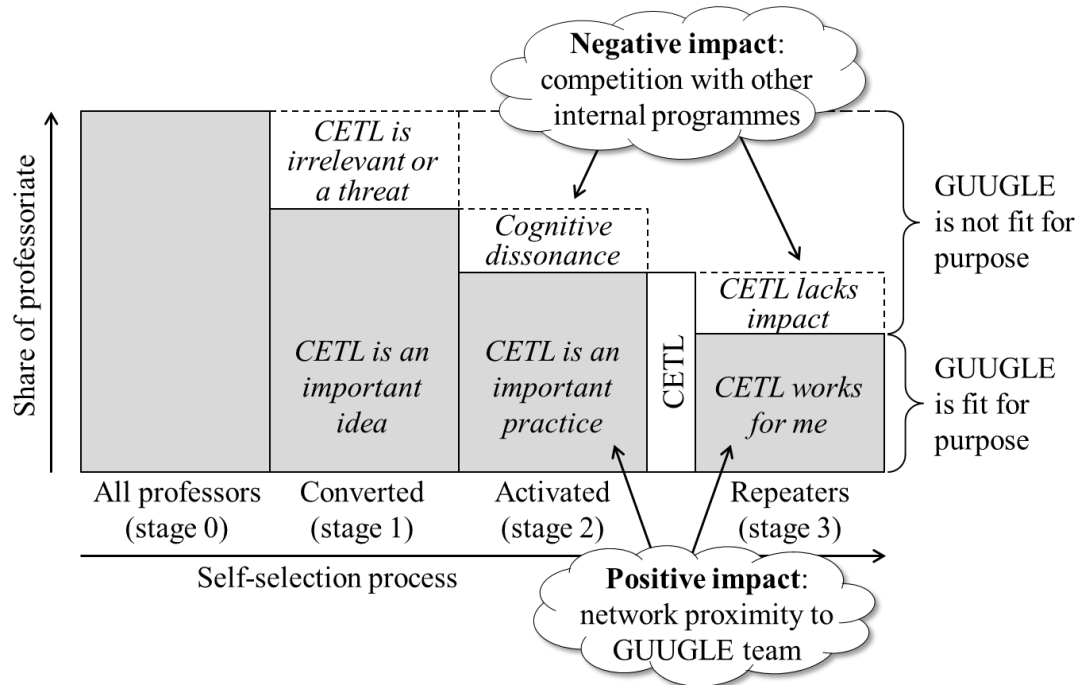 Negative impact:
competition with other
internal programmes
CETL is
irrelevant or
a threat
Cognitive
dissonance
CETL lacks
impact
GUUGLE
is not fit for
purpose
Share of professoriate
CETL is an
important
idea
CETL is an
important
practice
CETL
CETL works
for me
GUUGLE
is fit for
purpose
All professors
(stage 0)
Converted
(stage 1)
Activated
(stage 2)
Repeaters
(stage 3)
Self-selection process
Positive impact:
network proximity to
GUUGLE team